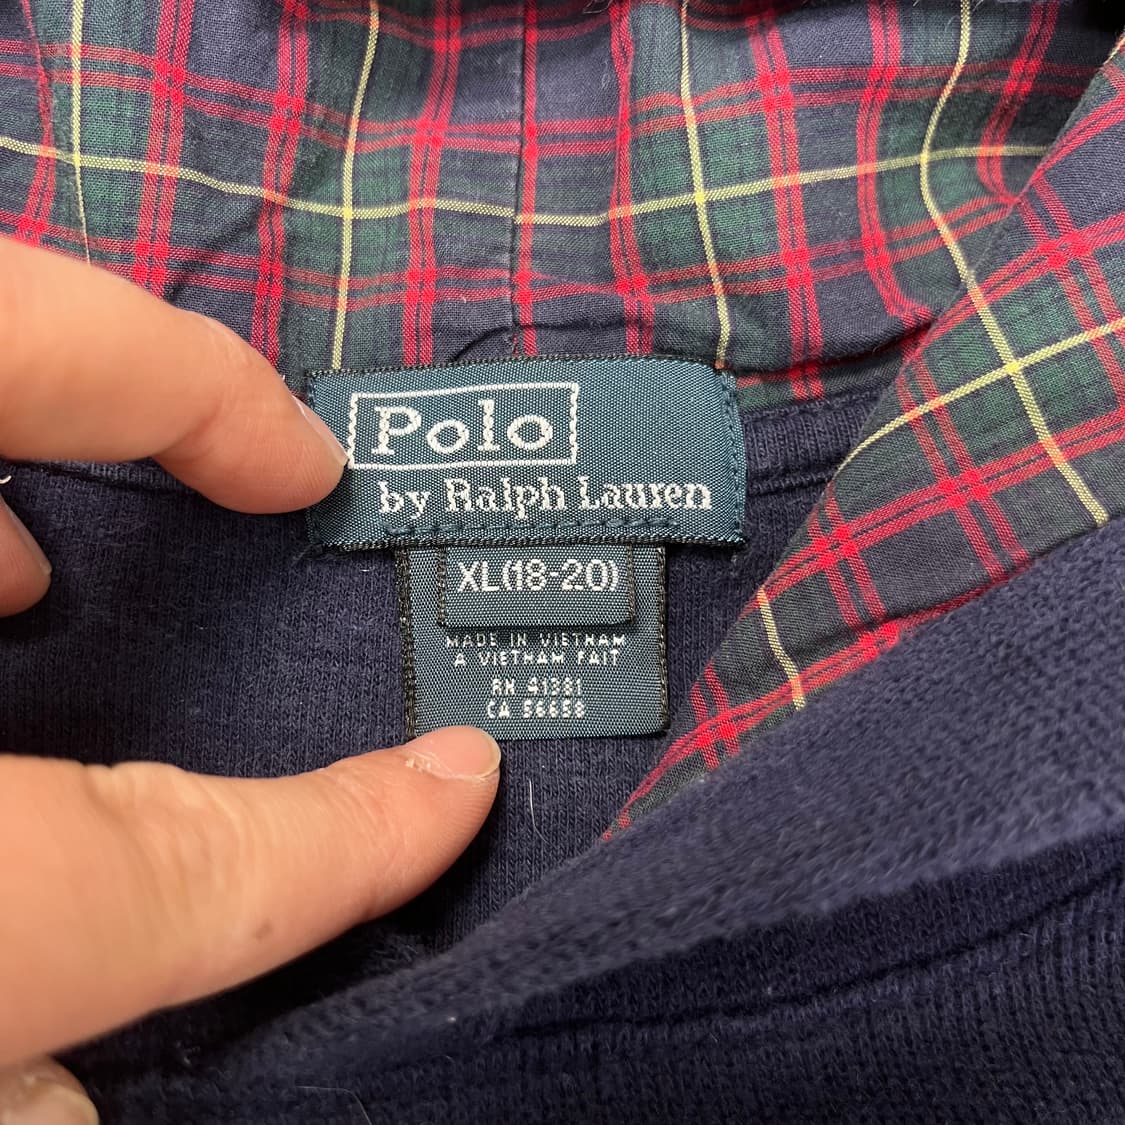 Polo
by Ralph Lauren
XL(18-20)
MADE IN VIETNAM
A VIETNAM FAIT
RN 41381
CA 56658